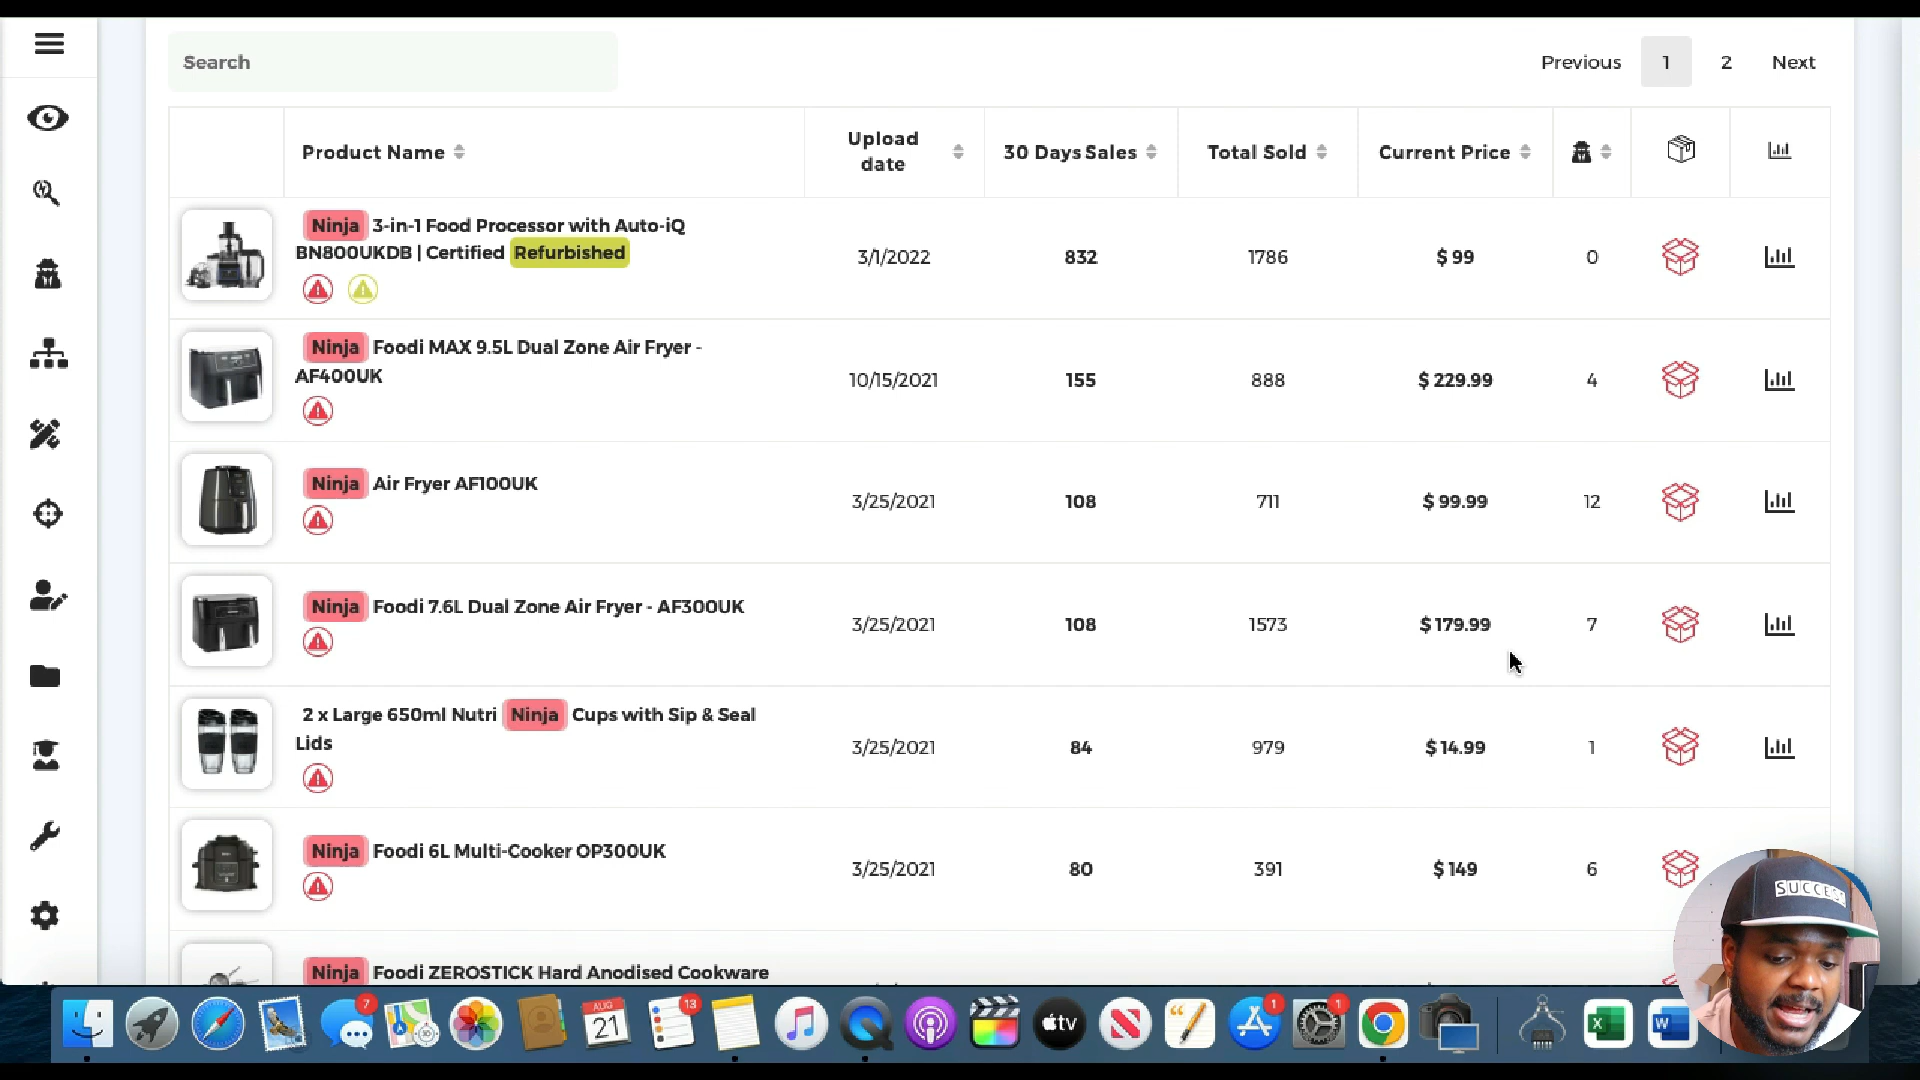 Search
Previous 1 2 Next
Product Name
Upload date
30 Days Sales
Total Sold
Current Price
Ninja 3-in-1 Food Processor with Auto-iQ
BN800UKDB | Certified Refurbished
3/1/2022 832 1786 $ 99 0
Ninja Foodi MAX 9.5L Dual Zone Air Fryer -
AF400UK
10/15/2021 155 888 $ 229.99 4
Ninja Air Fryer AF100UK
3/25/2021 108 711 $ 99.99 12
Ninja Foodi 7.6L Dual Zone Air Fryer - AF300UK
3/25/2021 108 1573 $ 179.99 7
2 x Large 650ml Nutri Ninja Cups with Sip & Seal
Lids
3/25/2021 84 979 $ 14.99 1
Ninja Foodi 6L Multi-Cooker OP300UK
3/25/2021 80 391 $ 149 6
Ninja Foodi ZEROSTICK Hard Anodised Cookware
SUCCESS
7
AUG
21
13
tv
1
1
X
W